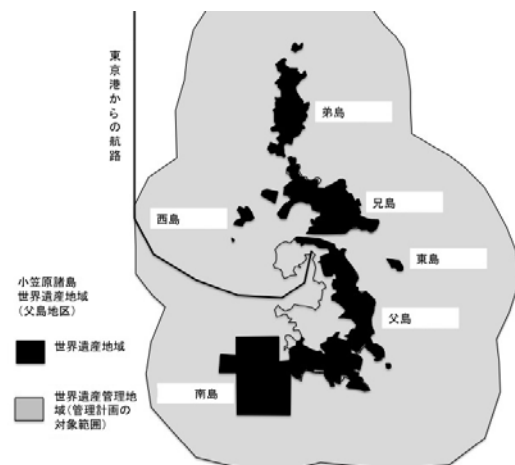 東京港からの航路
弟島
兄島
西島
東島
小笠原諸島
世界遺産地域
(父島地区)
父島
世界遺産地域
南島
世界遺産管理地
域(管理計画の
対象範囲)